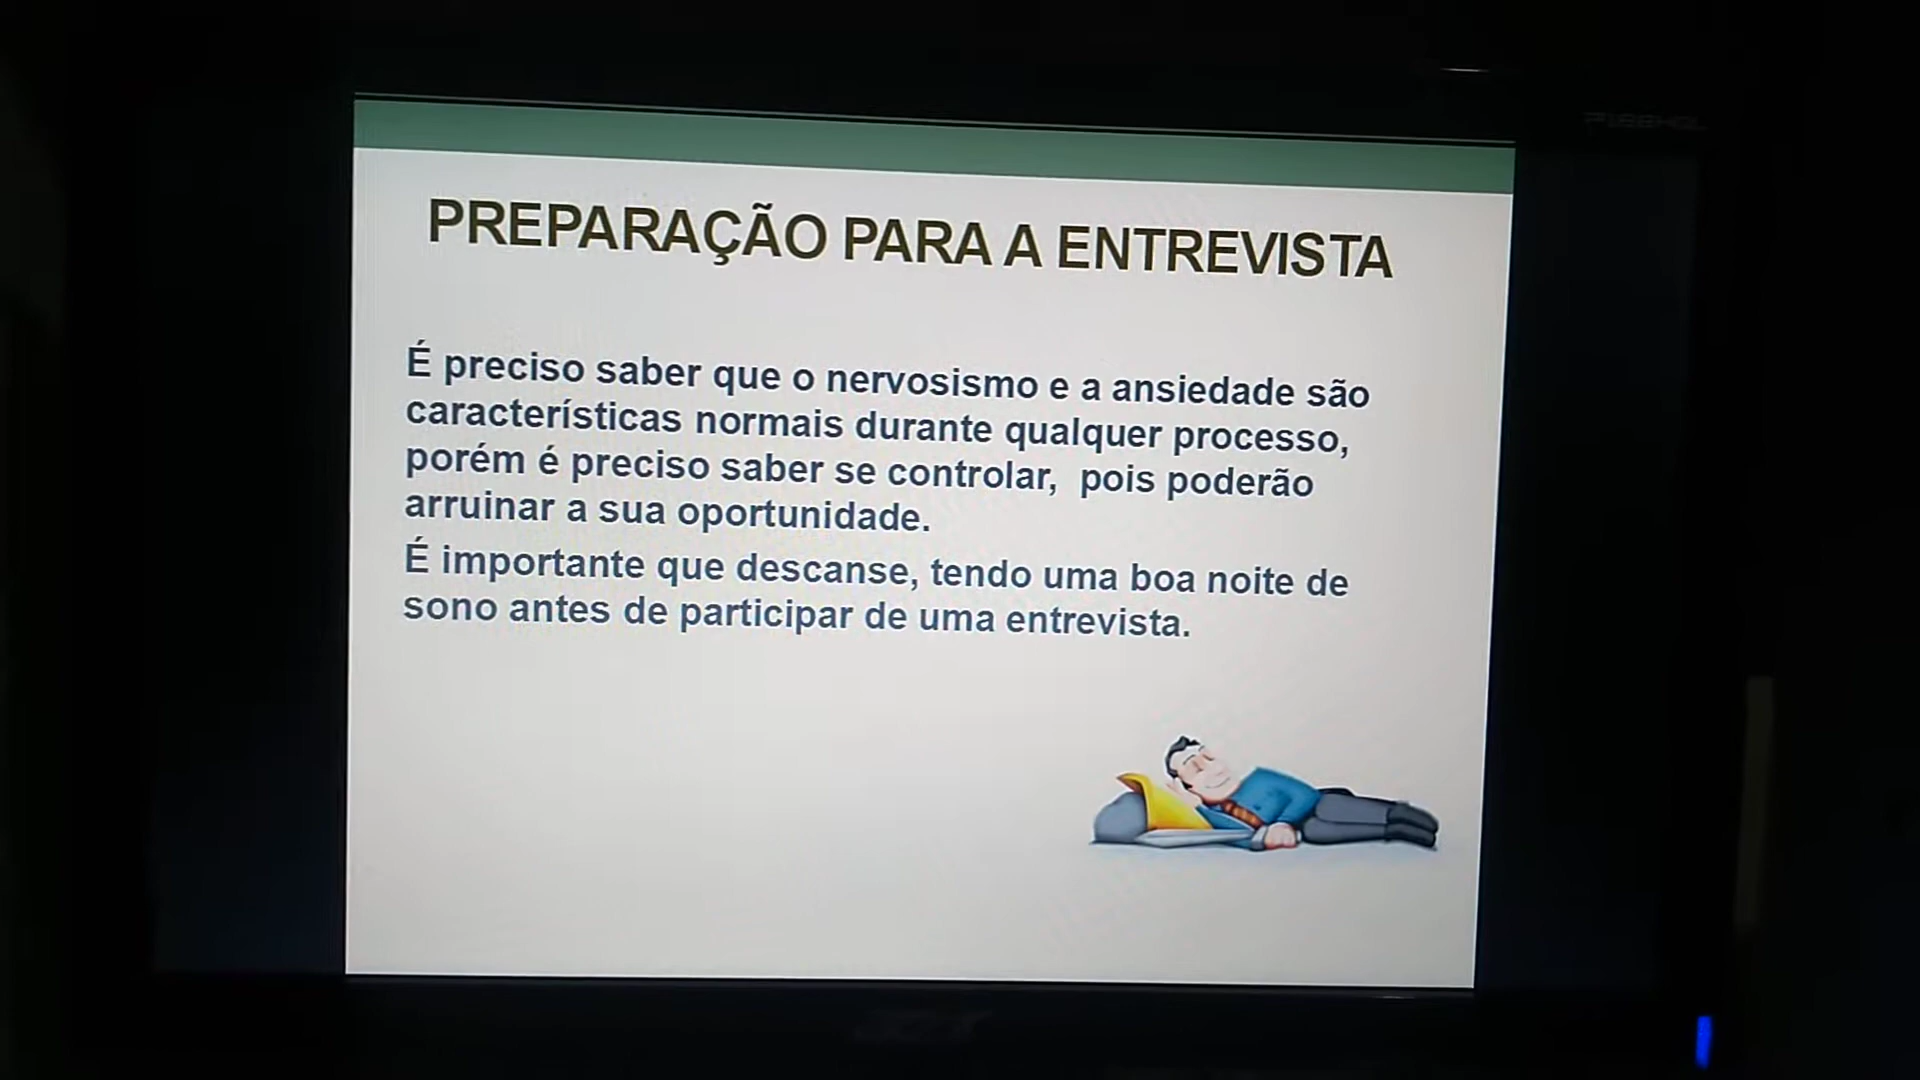 PREPARAÇÃO PARA A ENTREVISTA
É preciso saber que o nervosismo e a ansiedade são
características normais durante qualquer processo,
porém é preciso saber se controlar, pois poderão
arruinar a sua oportunidade.
É importante que descanse, tendo uma boa noite de
sono antes de participar de uma entrevista.